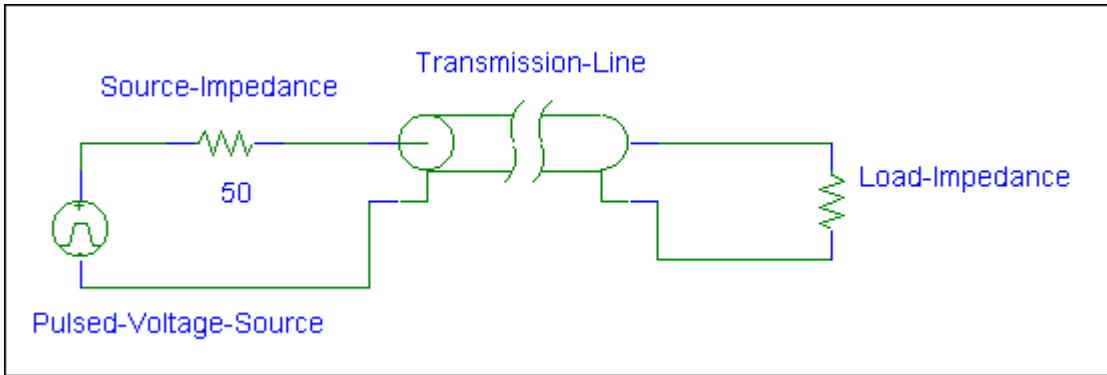 Transmission-Line
Source-Impedance
50
Load-Impedance
Pulsed-Voltage-Source